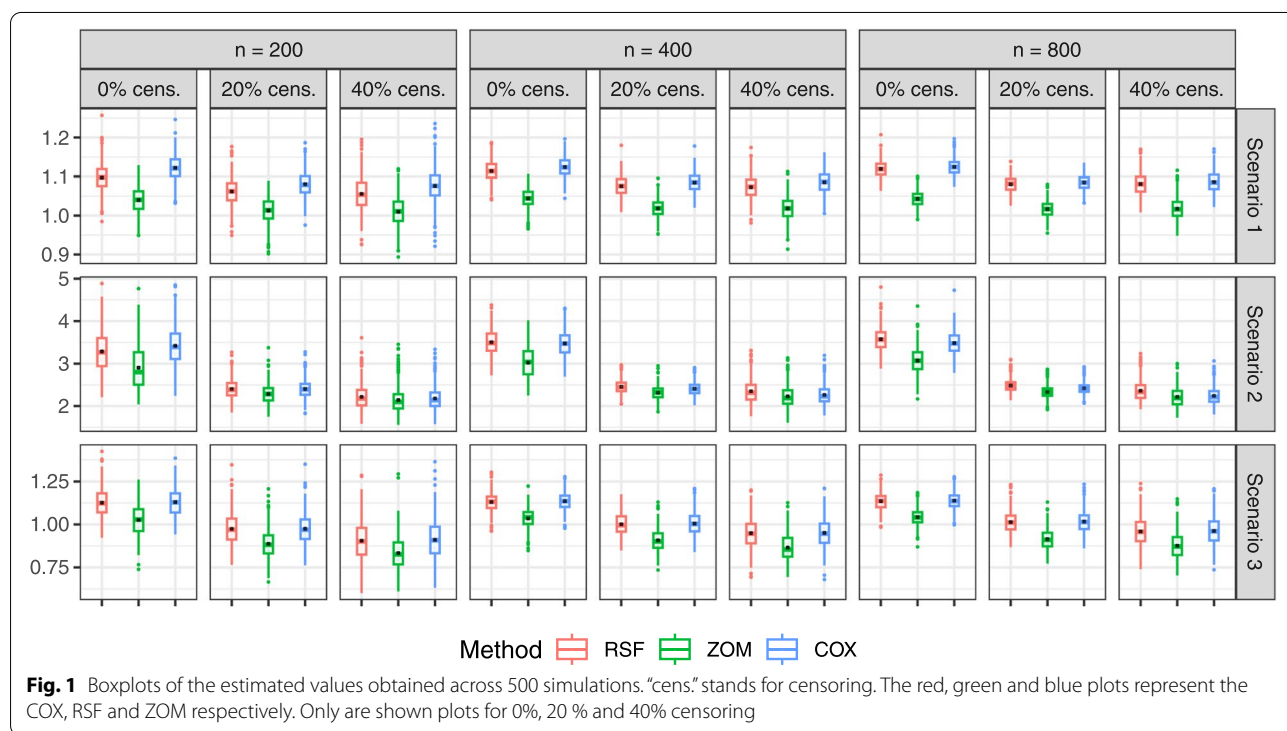 n = 200
n = 400
n = 800
0% cens.
20% cens.
40% cens.
0% cens.
20% cens.
40% cens.
0% cens.
20% cens.
40% cens.
1.2
1.1
1.0
0.9
Scenario 1
5
4
3
2
Scenario 2
1.25
1.00
0.75
Scenario 3
Method RSF ZOM COX
Fig. 1 Boxplots of the estimated values obtained across 500 simulations. “cens.” stands for censoring. The red, green and blue plots represent the
COX, RSF and ZOM respectively. Only are shown plots for 0%, 20 % and 40% censoring